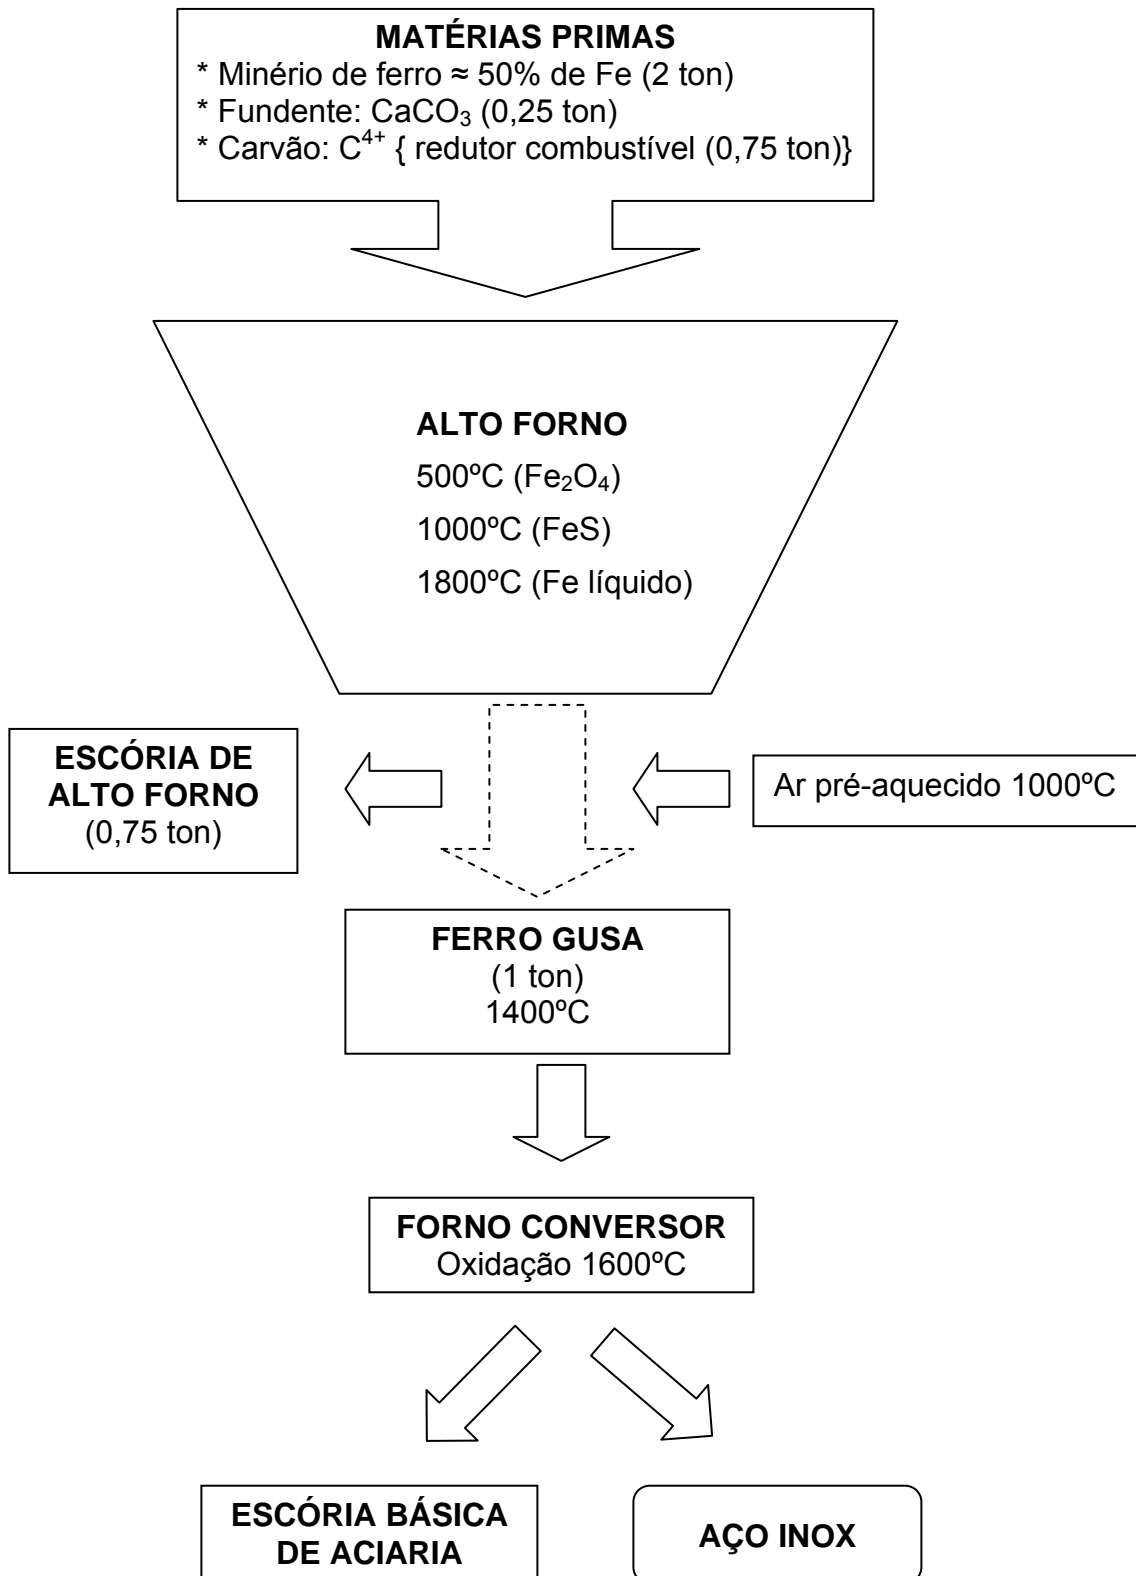 MATÉRIAS PRIMAS
* Minério de ferro ≈ 50% de Fe (2 ton)
* Fundente: CaCO₃ (0,25 ton)
* Carvão: C⁴⁺ { redutor combustível (0,75 ton)}
ALTO FORNO
500ºC (Fe₂O₄)
1000ºC (FeS)
1800ºC (Fe líquido)
ESCÓRIA DE
ALTO FORNO
(0,75 ton)
Ar pré-aquecido 1000ºC
FERRO GUSA
(1 ton)
1400ºC
FORNO CONVERSOR
Oxidação 1600ºC
ESCÓRIA BÁSICA
DE ACIARIA
AÇO INOX